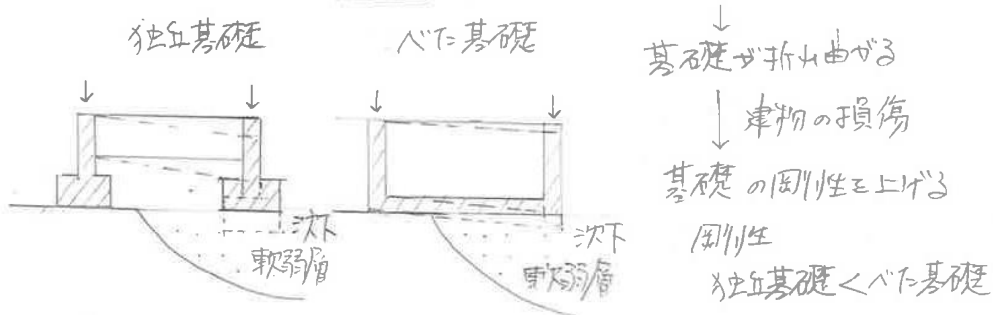 独立基礎
べた基礎
沈下
軟弱層
沈下
軟弱層
↓
基礎が折れ曲がる
↓ 建物の損傷
基礎の剛性を上げる
剛性
独立基礎<べた基礎